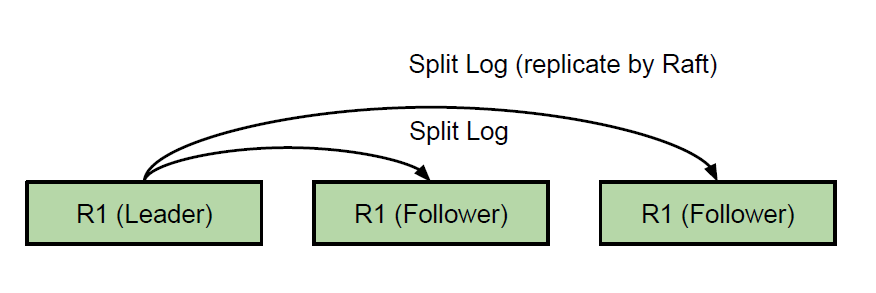 Split Log (replicate by Raft)
Split Log
R1 (Leader)
R1 (Follower)
R1 (Follower)